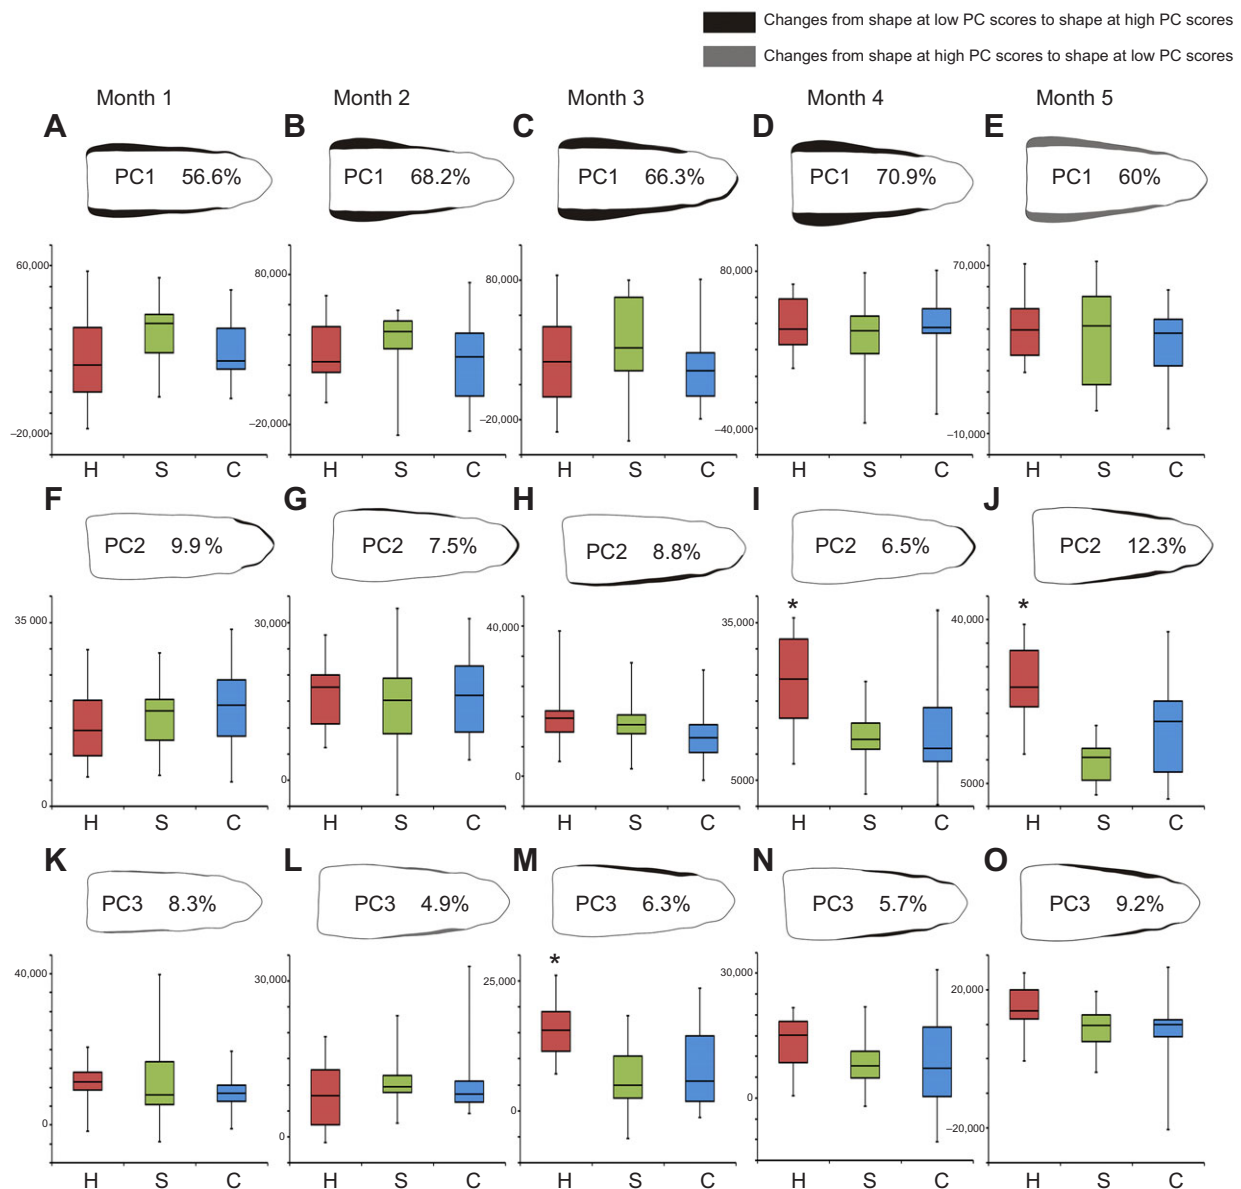 Changes from shape at low PC scores to shape at high PC scores
Changes from shape at high PC scores to shape at low PC scores
Month 1 Month 2 Month 3 Month 4 Month 5
A B C D E
PC1 56.6% PC1 68.2% PC1 66.3% PC1 70.9% PC1 60%
60,000 80,000 80,000 80,000 70,000
–20,000 –20,000 –20,000 –40,000 –10,000
H S C H S C H S C H S C H S C
F G H I J
PC2 9.9 % PC2 7.5% PC2 8.8% PC2 6.5% PC2 12.3%
* *
35 000 30,000 40,000 35,000 40,000
0 0 0 5000 5000
H S C H S C H S C H S C H S C
K L M N O
PC3 8.3% PC3 4.9% PC3 6.3% PC3 5.7% PC3 9.2%
*
40,000 30,000 25,000 30,000 20,000
0 0 0 0 –20,000
H S C H S C H S C H S C H S C